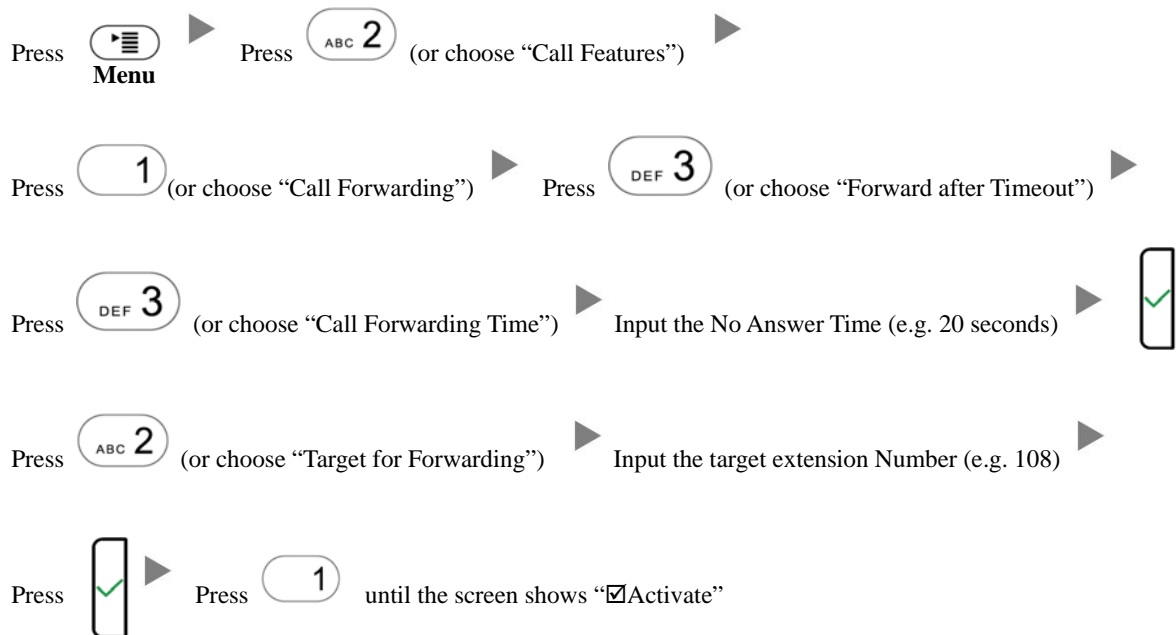 Press ABC 2 (or choose “Call Features”)
Menu
Press 1 (or choose “Call Forwarding”) Press DEF 3 (or choose “Forward after Timeout”)
Press DEF 3 (or choose “Call Forwarding Time”) Input the No Answer Time (e.g. 20 seconds)
Press ABC 2 (or choose “Target for Forwarding”) Input the target extension Number (e.g. 108)
Press Press 1 until the screen shows “☑Activate”